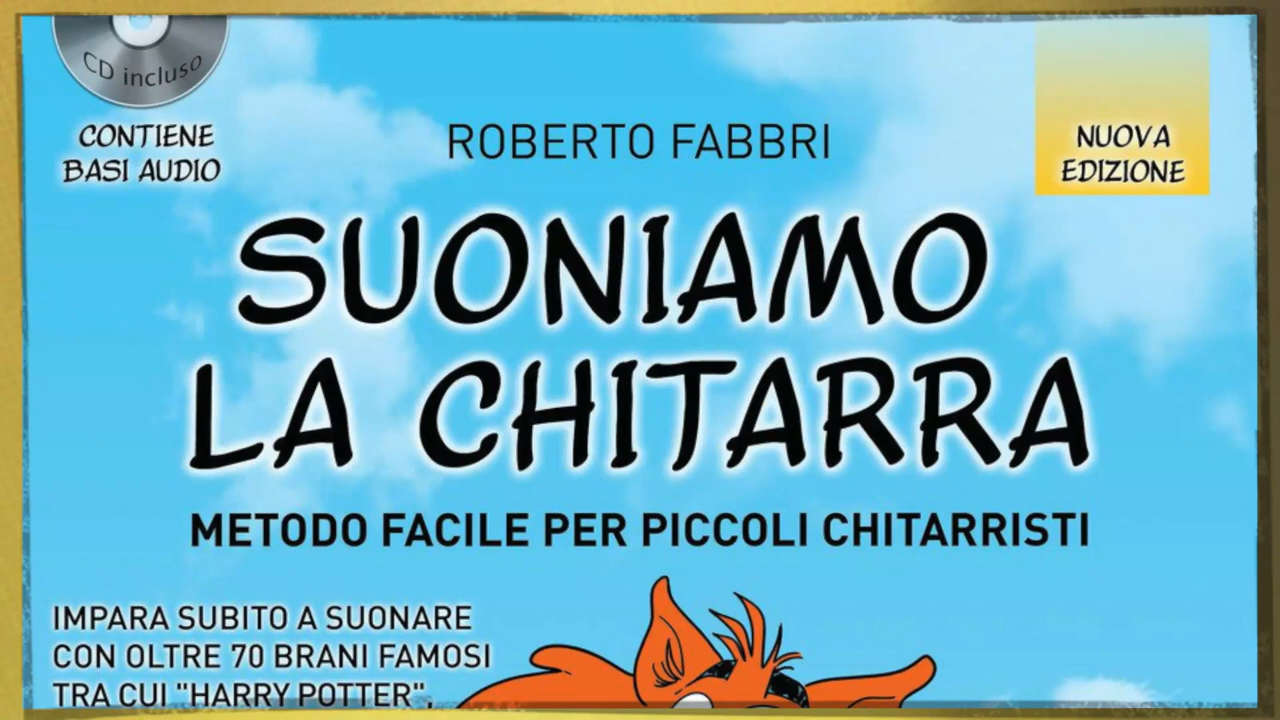 CD incluso
CONTIENE
BASI AUDIO
ROBERTO FABBRI
NUOVA
EDIZIONE
SUONIAMO
LA CHITARRA
METODO FACILE PER PICCOLI CHITARRISTI
IMPARA SUBITO A SUONARE
CON OLTRE 70 BRANI FAMOSI
TRA CUI "HARRY POTTER",